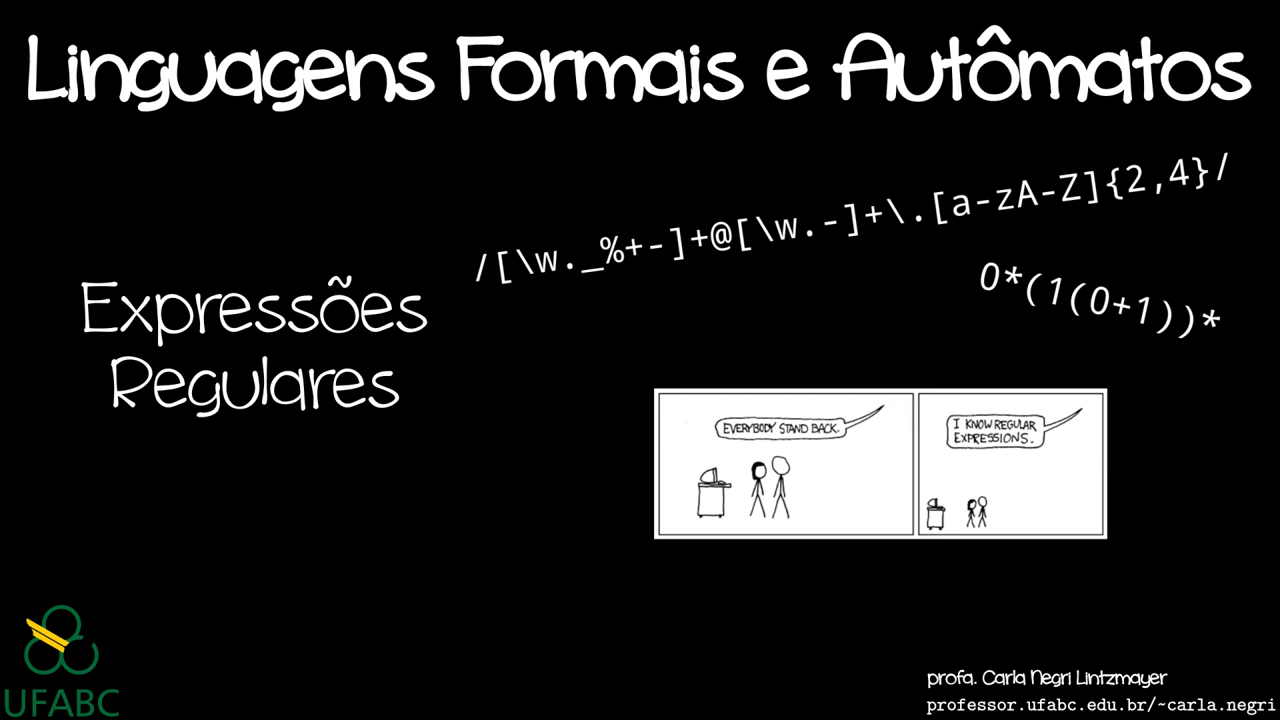 Linguagens Formais e Autômatos
/[\w._%+-]+@[\w.-]+\.[a-zA-Z]{2,4}/
0*(1(0+1))*
Expressões
Regulares
EVERYBODY STAND BACK.
I KNOW REGULAR
EXPRESSIONS.
UFABC
profa. Carla Negri Lintzmayer
professor.ufabc.edu.br/~carla.negri